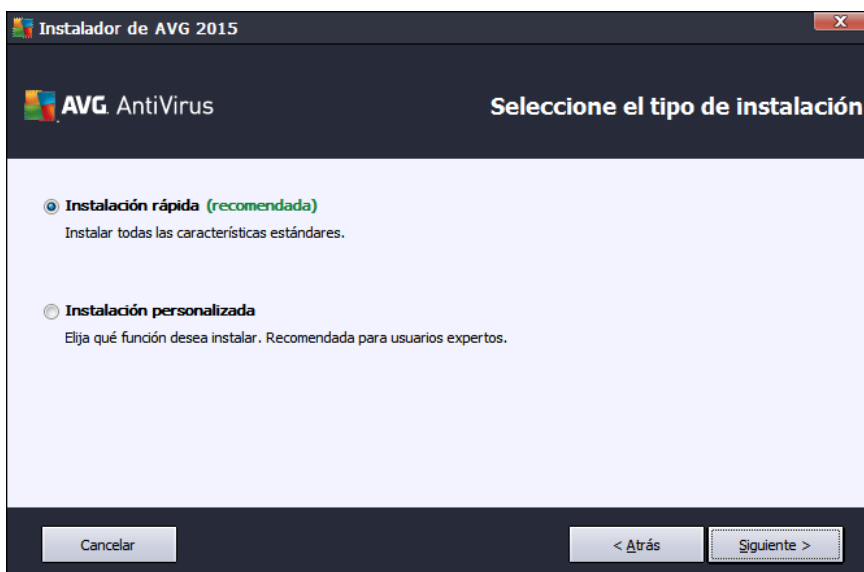 Instalador de AVG 2015
X
AVG. AntiVirus
Seleccione el tipo de instalación
Instalación rápida (recomendada)
Instalar todas las características estándares.
Instalación personalizada
Elija qué función desea instalar. Recomendada para usuarios expertos.
Cancelar
< Atrás
Siguiente >